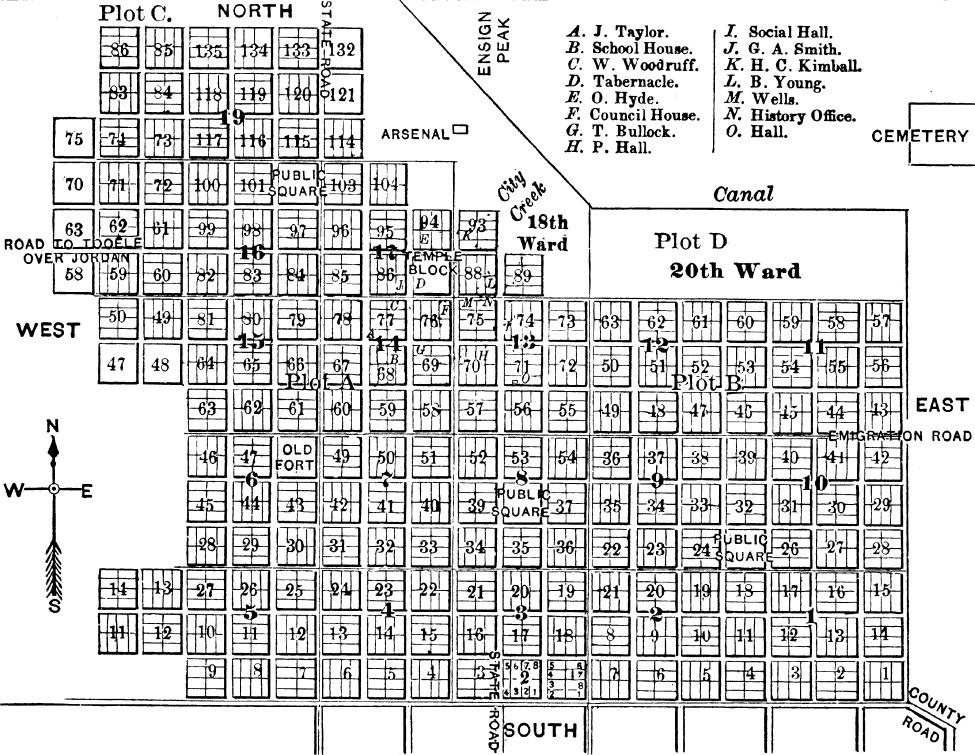 Plot C.
NORTH
STATE ROAD
ENSIGN PEAK
A. J. Taylor.
B. School House.
C. W. Woodruff.
D. Tabernacle.
E. O. Hyde.
F. Council House.
G. T. Bullock.
H. P. Hall.
I. Social Hall.
J. G. A. Smith.
K. H. C. Kimball.
L. B. Young.
M. Wells.
N. History Office.
O. Hall.
86 85 135 134 133 132
83 84 118 119 120 121
19
75 74 73 117 116 115 114
ARSENAL
CEMETERY
70 71 72 100 101 PUBLIC SQUARE 103 104
City Creek
Canal
63 62 61 99 98 97 96 95 94 93
E K
18th Ward
Plot D
20th Ward
ROAD TO TOOELE
OVER JORDAN
16 17
TEMPLE BLOCK
58 59 60 82 83 84 85 86 88 89
J D L
WEST
50 49 81 80 79 78 77 76 75 74 73 63 62 61 60 59 58 57
C F M N
A
15 14 13 12 11
47 48 64 65 66 67 68 69 70 71 72 50 51 52 53 54 55 56
B G H O
Plot A
Plot B
63 62 61 60 59 58 57 56 55 49 48 47 46 45 44 43
EAST
EMIGRATION ROAD
46 47 OLD FORT 49 50 51 52 53 54 36 37 38 39 40 41 42
6 7 8 9 10
N
W E
S
45 44 43 42 41 40 39 PUBLIC SQUARE 37 35 34 33 32 31 30 29
28 29 30 31 32 33 34 35 36 22 23 24 PUBLIC SQUARE 26 27 28
14 13 27 26 25 24 23 22 21 20 19 21 20 19 18 17 16 15
5 4 3 2 1
11 12 10 11 12 13 14 15 16 17 18 8 9 10 11 12 13 14
9 8 7 6 5 4 3 2 7 6 5 4 3 2 1
5 6 7 8
4 3 2 1
STATE ROAD
SOUTH
COUNTY ROAD